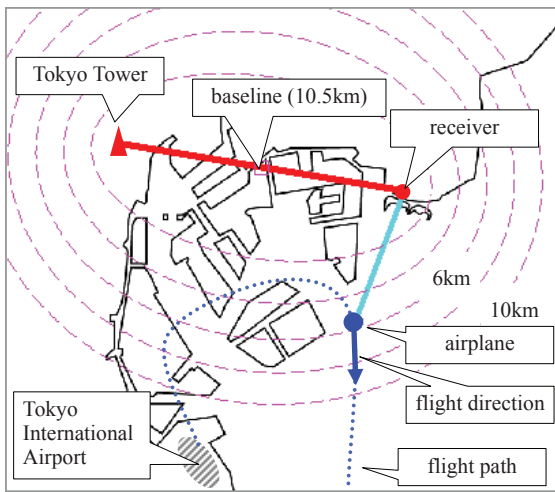 Tokyo Tower
baseline (10.5km)
receiver
6km
10km
airplane
flight direction
Tokyo
International
Airport
flight path